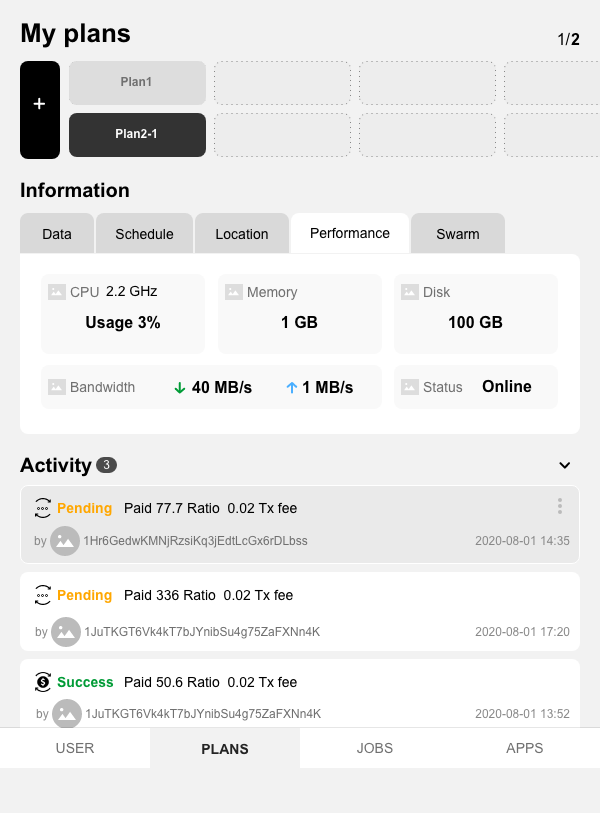 My plans
1/2
+
Plan1
Plan2-1
Information
Data Schedule Location Performance Swarm
CPU 2.2 GHz Memory Disk
Usage 3% 1 GB 100 GB
Bandwidth 40 MB/s 1 MB/s Status Online
Activity 3
Pending Paid 77.7 Ratio 0.02 Tx fee
by 1Hr6GedwKMNjRzsiKq3jEdtLcGx6rDLbss 2020-08-01 14:35
Pending Paid 336 Ratio 0.02 Tx fee
by 1JuTKGT6Vk4kT7bJYnibSu4g75ZaFXNn4K 2020-08-01 17:20
Success Paid 50.6 Ratio 0.02 Tx fee
by 1JuTKGT6Vk4kT7bJYnibSu4g75ZaFXNn4K 2020-08-01 13:52
USER PLANS JOBS APPS